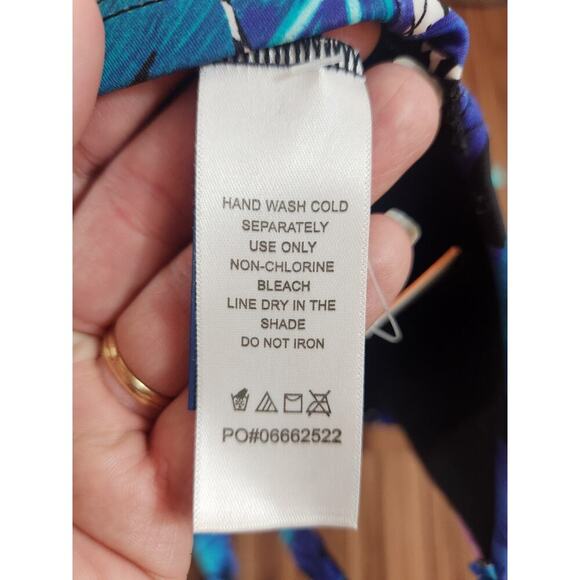 HAND WASH COLD
SEPARATELY
USE ONLY
NON-CHLORINE
BLEACH
LINE DRY IN THE
SHADE
DO NOT IRON
PO#06662522